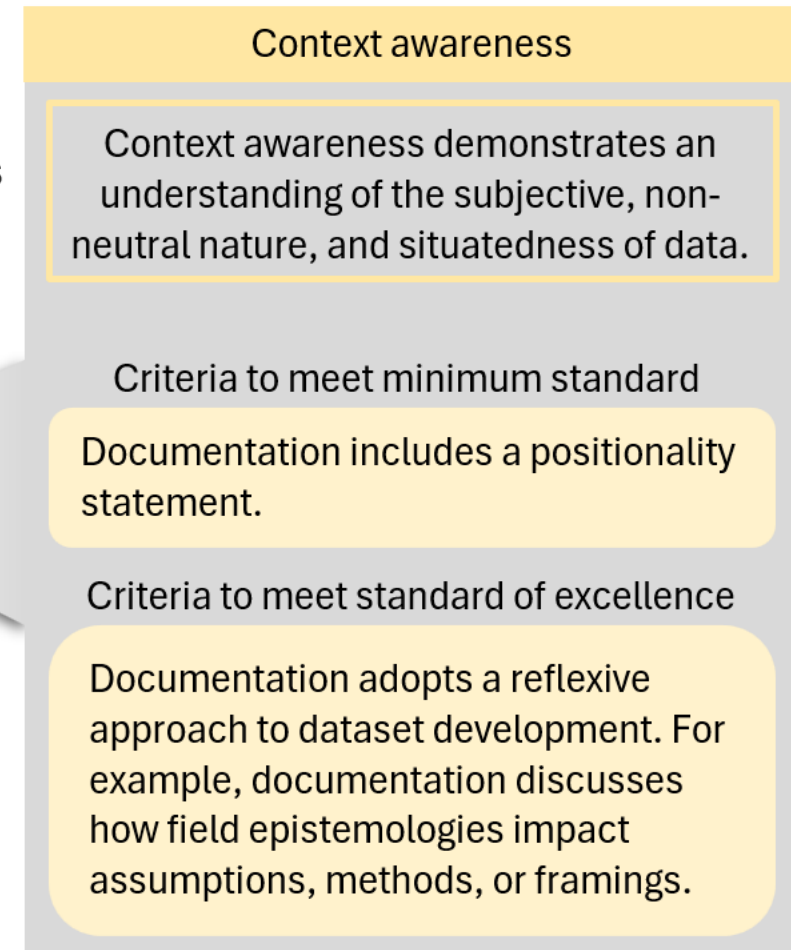 Context awareness
Context awareness demonstrates an
understanding of the subjective, non-
neutral nature, and situatedness of data.
Criteria to meet minimum standard
Documentation includes a positionality
statement.
Criteria to meet standard of excellence
Documentation adopts a reflexive
approach to dataset development. For
example, documentation discusses
how field epistemologies impact
assumptions, methods, or framings.